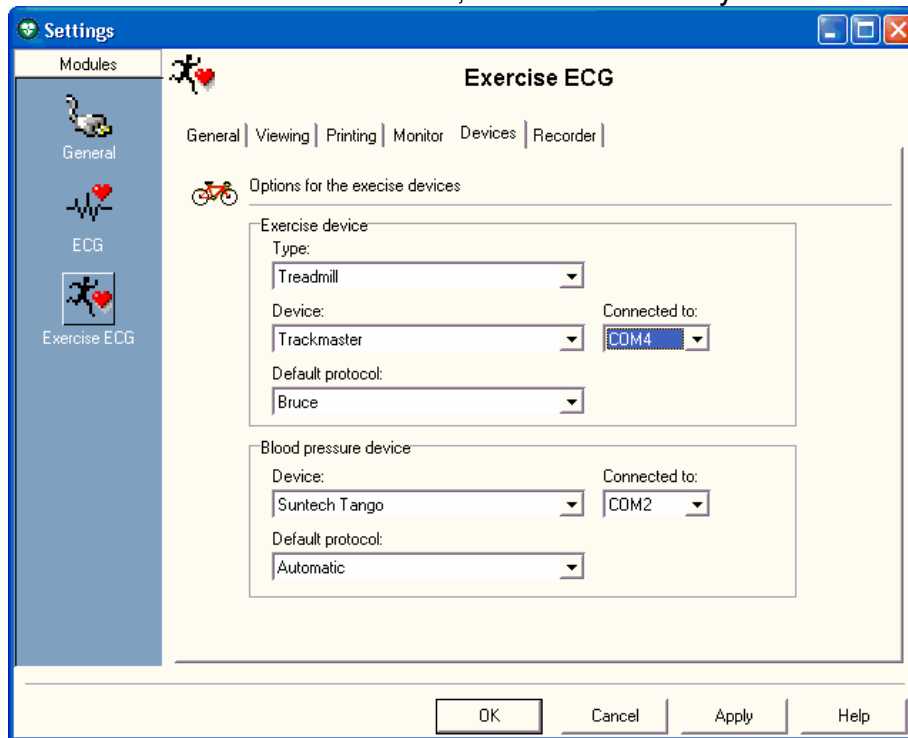 Settings
Modules
General
ECG
Exercise ECG
Exercise ECG
General Viewing Printing Monitor Devices Recorder
Options for the execise devices
Exercise device
Type:
Treadmill
Device: Connected to:
Trackmaster COM4
Default protocol:
Bruce
Blood pressure device
Device: Connected to:
Suntech Tango COM2
Default protocol:
Automatic
OK Cancel Apply Help